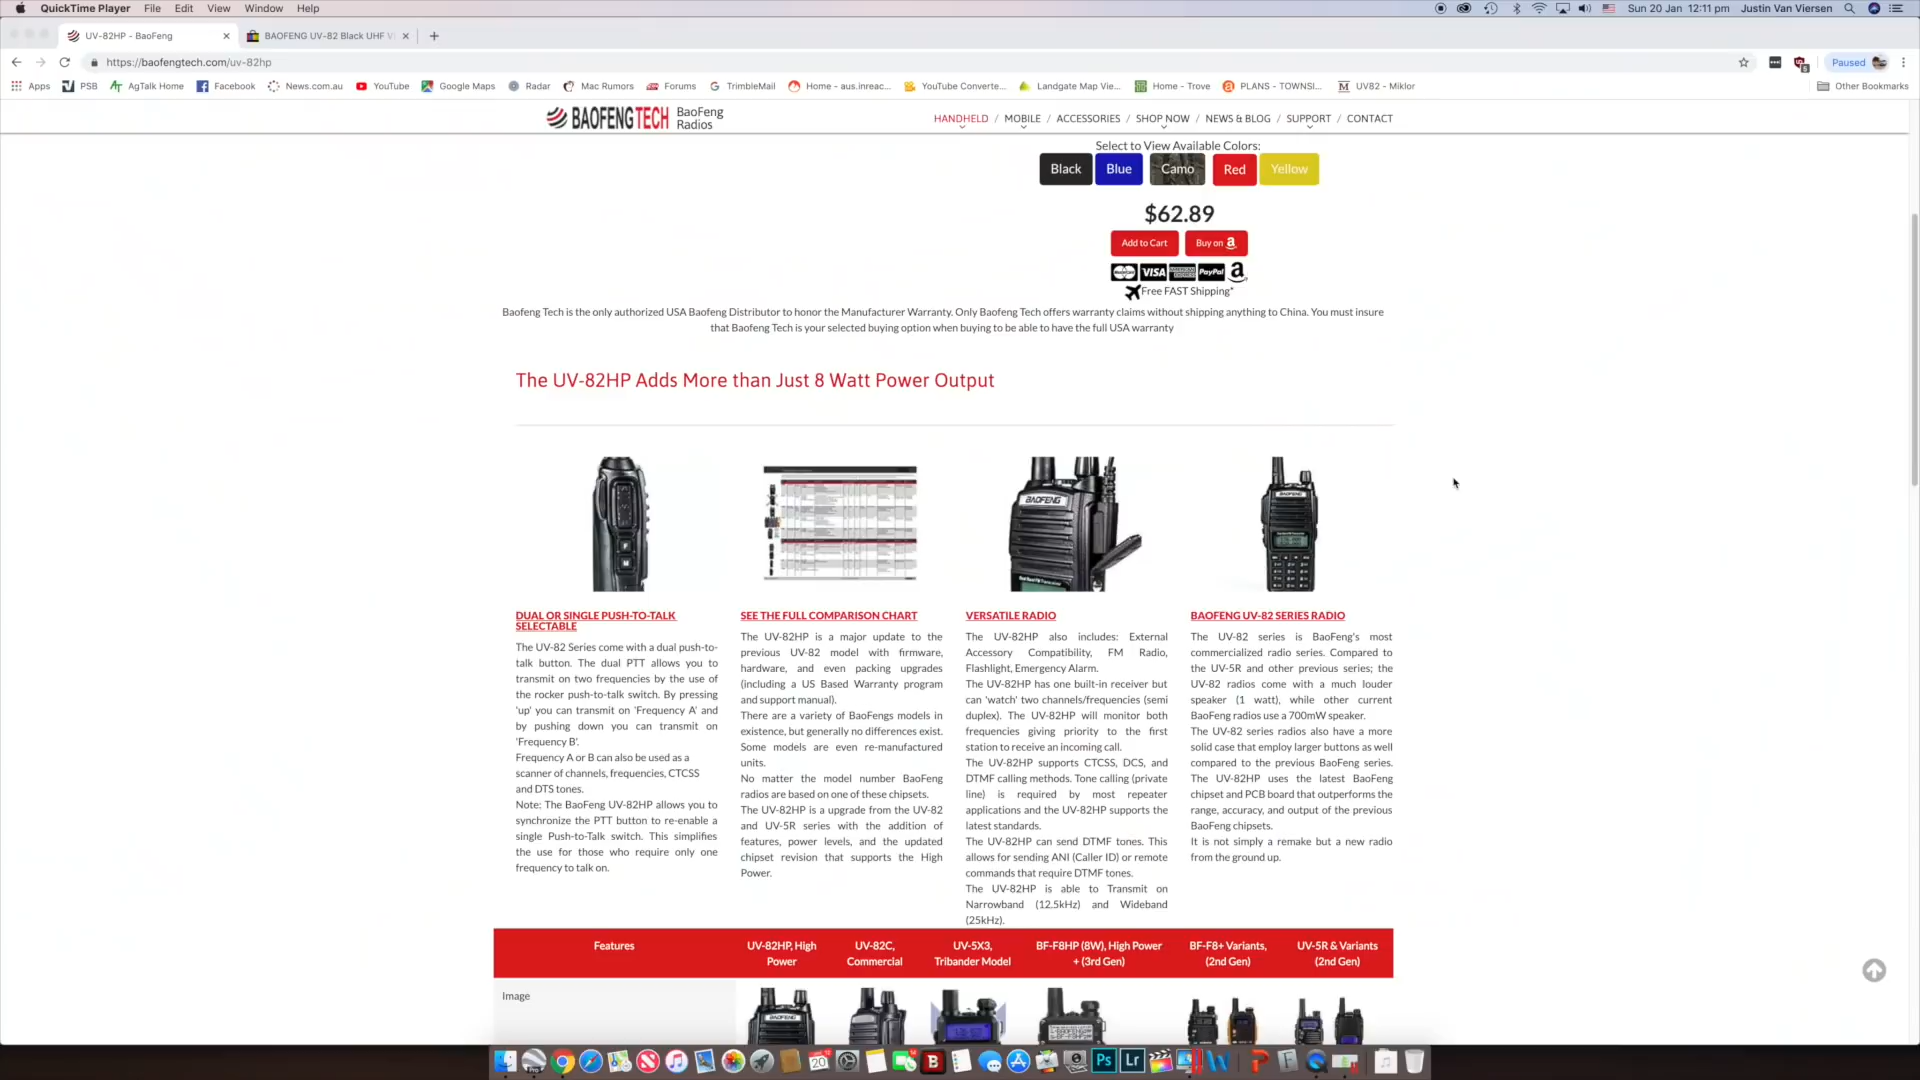 QuickTime Player File Edit View Window Help
Sun 20 Jan 12:11 pm Justin Van Viersen
UV-82HP - BaoFeng
BAOFENG UV-82 Black UHF V
https://baofengtech.com/uv-82hp
Paused
Apps PSB AgTalk Home Facebook News.com.au YouTube Google Maps Radar Mac Rumors Forums TrimbleMail Home - aus.inreac... YouTube Converte... Landgate Map Vie... Home - Trove PLANS - TOWNSI... UV82 - Miklor Other Bookmarks
BAOFENGTECH BaoFeng
Radios
HANDHELD / MOBILE / ACCESSORIES / SHOP NOW / NEWS & BLOG / SUPPORT / CONTACT
Select to View Available Colors:
Black Blue Camo Red Yellow
$62.89
Add to Cart Buy on a
VISA PayPal a
Free FAST Shipping*
Baofeng Tech is the only authorized USA Baofeng Distributor to honor the Manufacturer Warranty. Only Baofeng Tech offers warranty claims without shipping anything to China. You must insure
that Baofeng Tech is your selected buying option when buying to be able to have the full USA warranty
The UV-82HP Adds More than Just 8 Watt Power Output
DUAL OR SINGLE PUSH-TO-TALK
SELECTABLE
The UV-82 Series come with a dual push-to-
talk button. The dual PTT allows you to
transmit on two frequencies by the use of
the rocker push-to-talk switch. By pressing
'up' you can transmit on 'Frequency A' and
by pushing down you can transmit on
'Frequency B'.
Frequency A or B can also be used as a
scanner of channels, frequencies, CTCSS
and DTS tones.
Note: The BaoFeng UV-82HP allows you to
synchronize the PTT button to re-enable a
single Push-to-Talk switch. This simplifies
the use for those who require only one
frequency to talk on.
SEE THE FULL COMPARISON CHART
The UV-82HP is a major update to the
previous UV-82 model with firmware,
hardware, and even packing upgrades
(including a US Based Warranty program
and support manual).
There are a variety of BaoFengs models in
existence, but generally no differences exist.
Some models are even re-manufactured
units.
No matter the model number BaoFeng
radios are based on one of these chipsets.
The UV-82HP is a upgrade from the UV-82
and UV-5R series with the addition of
features, power levels, and the updated
chipset revision that supports the High
Power.
BAOFENG
VERSATILE RADIO
The UV-82HP also includes: External
Accessory Compatibility, FM Radio,
Flashlight, Emergency Alarm.
The UV-82HP has one built-in receiver but
can 'watch' two channels/frequencies (semi
duplex). The UV-82HP will monitor both
frequencies giving priority to the first
station to receive an incoming call.
The UV-82HP supports CTCSS, DCS, and
DTMF calling methods. Tone calling (private
line) is required by most repeater
applications and the UV-82HP supports the
latest standards.
The UV-82HP can send DTMF tones. This
allows for sending ANI (Caller ID) or remote
commands that require DTMF tones.
The UV-82HP is able to Transmit on
Narrowband (12.5kHz) and Wideband
(25kHz).
BAOFENG
BAOFENG UV-82 SERIES RADIO
The UV-82 series is BaoFeng's most
commercialized radio series. Compared to
the UV-5R and other previous series; the
UV-82 radios come with a much louder
speaker (1 watt), while other current
BaoFeng radios use a 700mW speaker.
The UV-82 series radios also have a more
solid case that employ larger buttons as well
compared to the previous BaoFeng series.
The UV-82HP uses the latest BaoFeng
chipset and PCB board that outperforms the
range, accuracy, and output of the previous
BaoFeng chipsets.
It is not simply a remake but a new radio
from the ground up.
Features
UV-82HP, High
Power
UV-82C,
Commercial
UV-5X3,
Tribander Model
BF-F8HP (8W), High Power
+ (3rd Gen)
BF-F8+ Variants,
(2nd Gen)
UV-5R & Variants
(2nd Gen)
Image
BAOFENG
20
Ps Lr